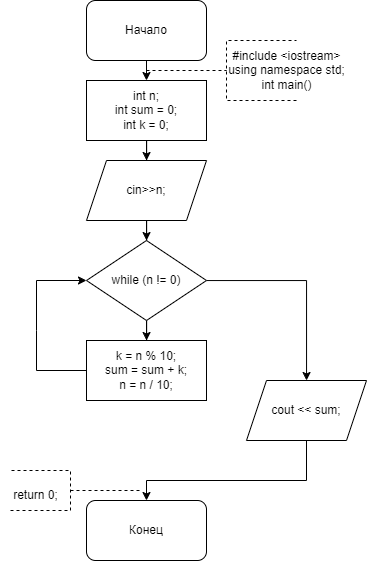 Начало
#include <iostream>
using namespace std;
int main()
int n;
int sum = 0;
int k = 0;
cin>>n;
while (n != 0)
k = n % 10;
sum = sum + k;
n = n / 10;
cout << sum;
return 0;
Конец